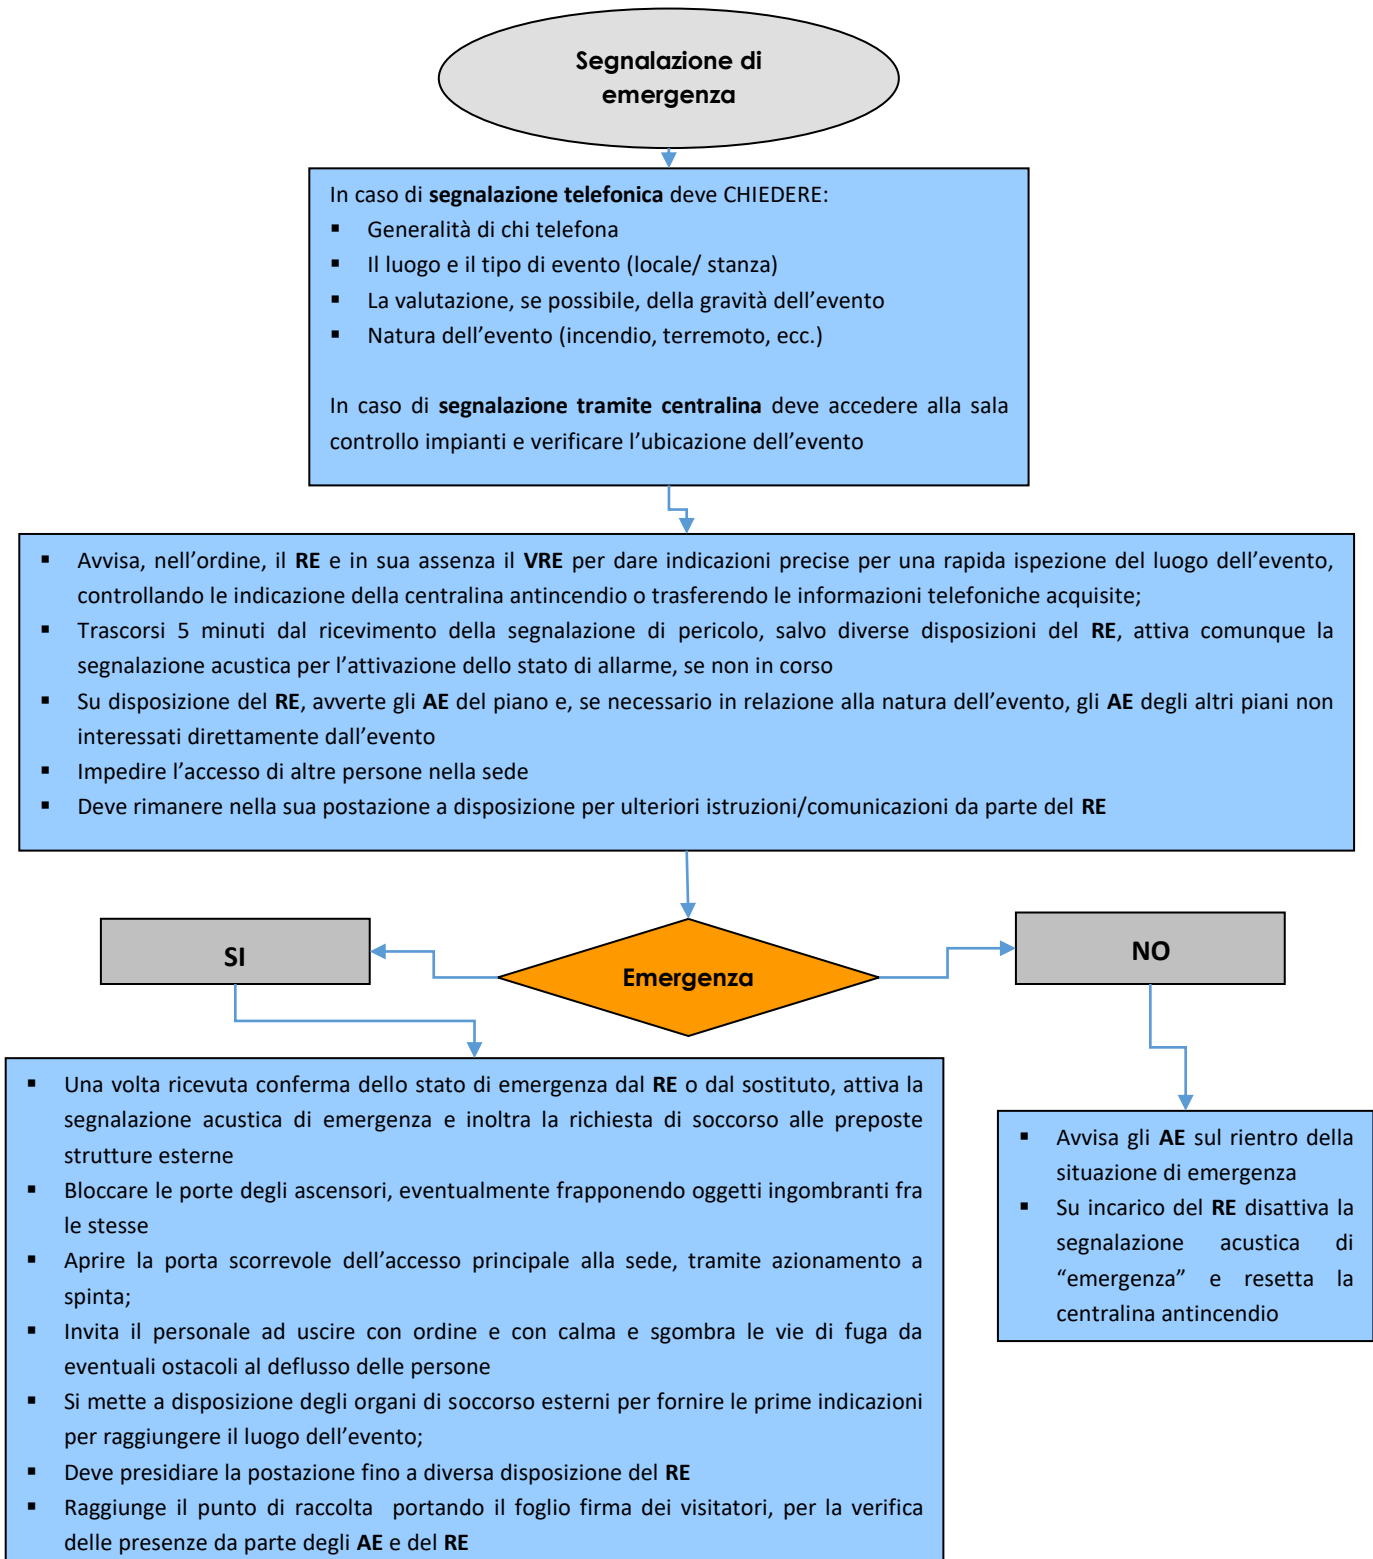 Segnalazione di
emergenza
In caso di segnalazione telefonica deve CHIEDERE:
▪ Generalità di chi telefona
▪ Il luogo e il tipo di evento (locale/ stanza)
▪ La valutazione, se possibile, della gravità dell’evento
▪ Natura dell’evento (incendio, terremoto, ecc.)
In caso di segnalazione tramite centralina deve accedere alla sala
controllo impianti e verificare l’ubicazione dell’evento
▪ Avvisa, nell’ordine, il RE e in sua assenza il VRE per dare indicazioni precise per una rapida ispezione del luogo dell’evento,
controllando le indicazione della centralina antincendio o trasferendo le informazioni telefoniche acquisite;
▪ Trascorsi 5 minuti dal ricevimento della segnalazione di pericolo, salvo diverse disposizioni del RE, attiva comunque la
segnalazione acustica per l’attivazione dello stato di allarme, se non in corso
▪ Su disposizione del RE, avverte gli AE del piano e, se necessario in relazione alla natura dell’evento, gli AE degli altri piani non
interessati direttamente dall’evento
▪ Impedire l’accesso di altre persone nella sede
▪ Deve rimanere nella sua postazione a disposizione per ulteriori istruzioni/comunicazioni da parte del RE
SI
Emergenza
NO
▪ Una volta ricevuta conferma dello stato di emergenza dal RE o dal sostituto, attiva la
segnalazione acustica di emergenza e inoltra la richiesta di soccorso alle preposte
strutture esterne
▪ Bloccare le porte degli ascensori, eventualmente frapponendo oggetti ingombranti fra
le stesse
▪ Aprire la porta scorrevole dell’accesso principale alla sede, tramite azionamento a
spinta;
▪ Invita il personale ad uscire con ordine e con calma e sgombra le vie di fuga da
eventuali ostacoli al deflusso delle persone
▪ Si mette a disposizione degli organi di soccorso esterni per fornire le prime indicazioni
per raggiungere il luogo dell’evento;
▪ Deve presidiare la postazione fino a diversa disposizione del RE
▪ Raggiunge il punto di raccolta portando il foglio firma dei visitatori, per la verifica
delle presenze da parte degli AE e del RE
▪ Avvisa gli AE sul rientro della
situazione di emergenza
▪ Su incarico del RE disattiva la
segnalazione acustica di
“emergenza” e resetta la
centralina antincendio